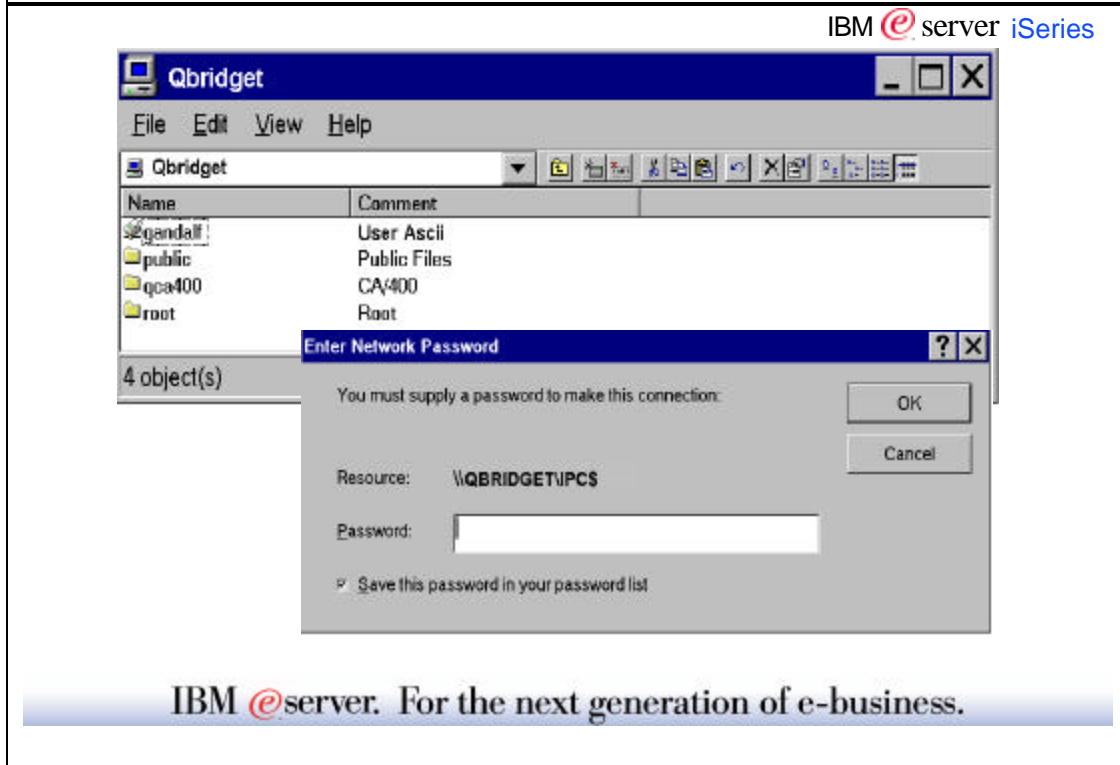 IBM e server iSeries
Qbridget
File Edit View Help
Qbridget
Name Comment
gandalf User Ascii
public Public Files
qca400 CA/400
root Root
4 object(s)
Enter Network Password
You must supply a password to make this connection:
OK
Cancel
Resource: \\QBRIDGET\IPC$
Password:
Save this password in your password list
IBM eserver. For the next generation of e-business.